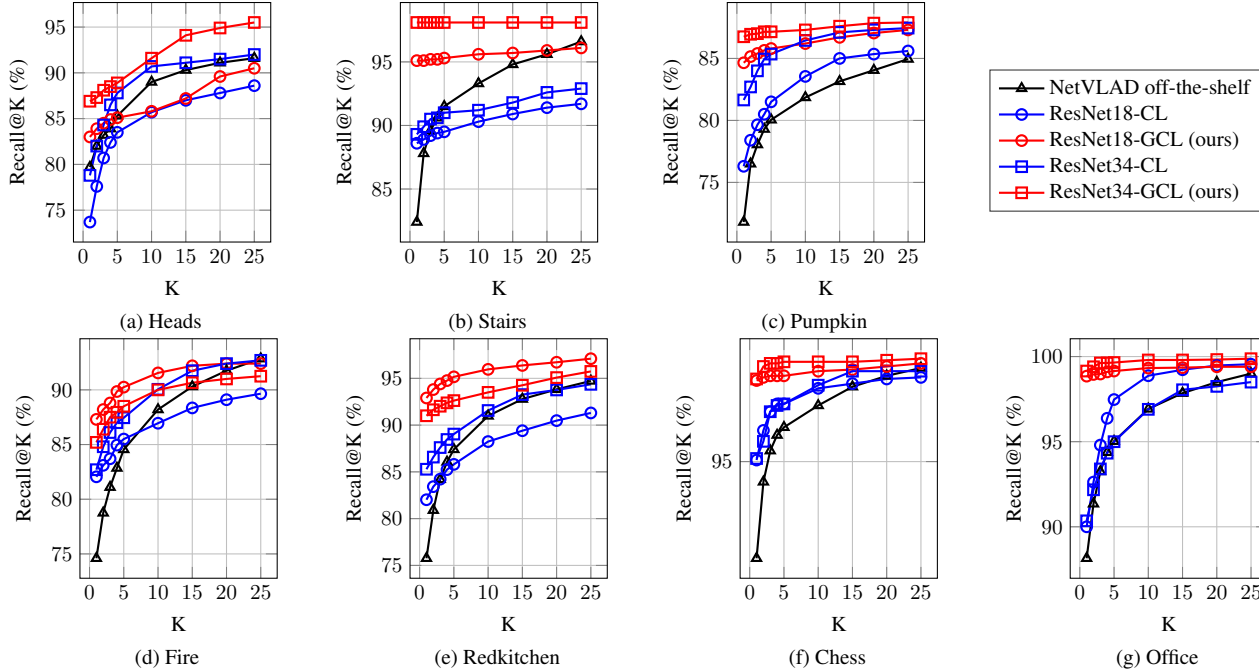 95
90
85
80
75
Recall@K (%)
0 5 10 15 20 25
K
(a) Heads
95
90
85
Recall@K (%)
0 5 10 15 20 25
K
(b) Stairs
85
80
75
Recall@K (%)
0 5 10 15 20 25
K
(c) Pumpkin
NetVLAD off-the-shelf
ResNet18-CL
ResNet18-GCL (ours)
ResNet34-CL
ResNet34-GCL (ours)
90
85
80
75
Recall@K (%)
0 5 10 15 20 25
K
(d) Fire
95
90
85
80
75
Recall@K (%)
0 5 10 15 20 25
K
(e) Redkitchen
95
Recall@K (%)
0 5 10 15 20 25
K
(f) Chess
100
95
90
Recall@K (%)
0 5 10 15 20 25
K
(g) Office